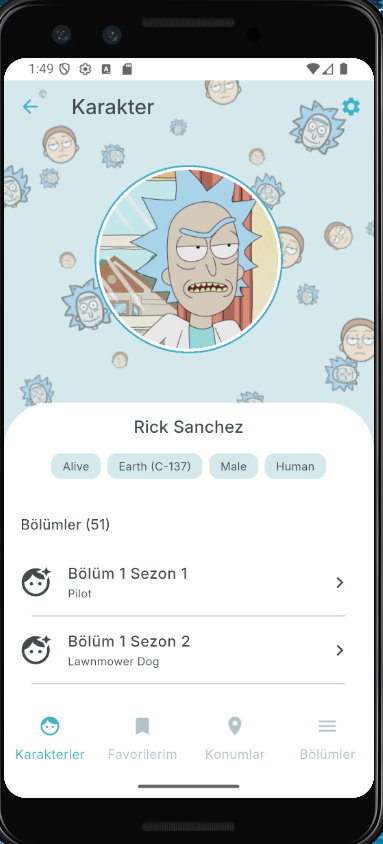 1:49
Karakter
Rick Sanchez
Alive Earth (C-137) Male Human
Bölümler (51)
Bölüm 1 Sezon 1
Pilot
Bölüm 1 Sezon 2
Lawnmower Dog
Karakterler Favorilerim Konumlar Bölümler